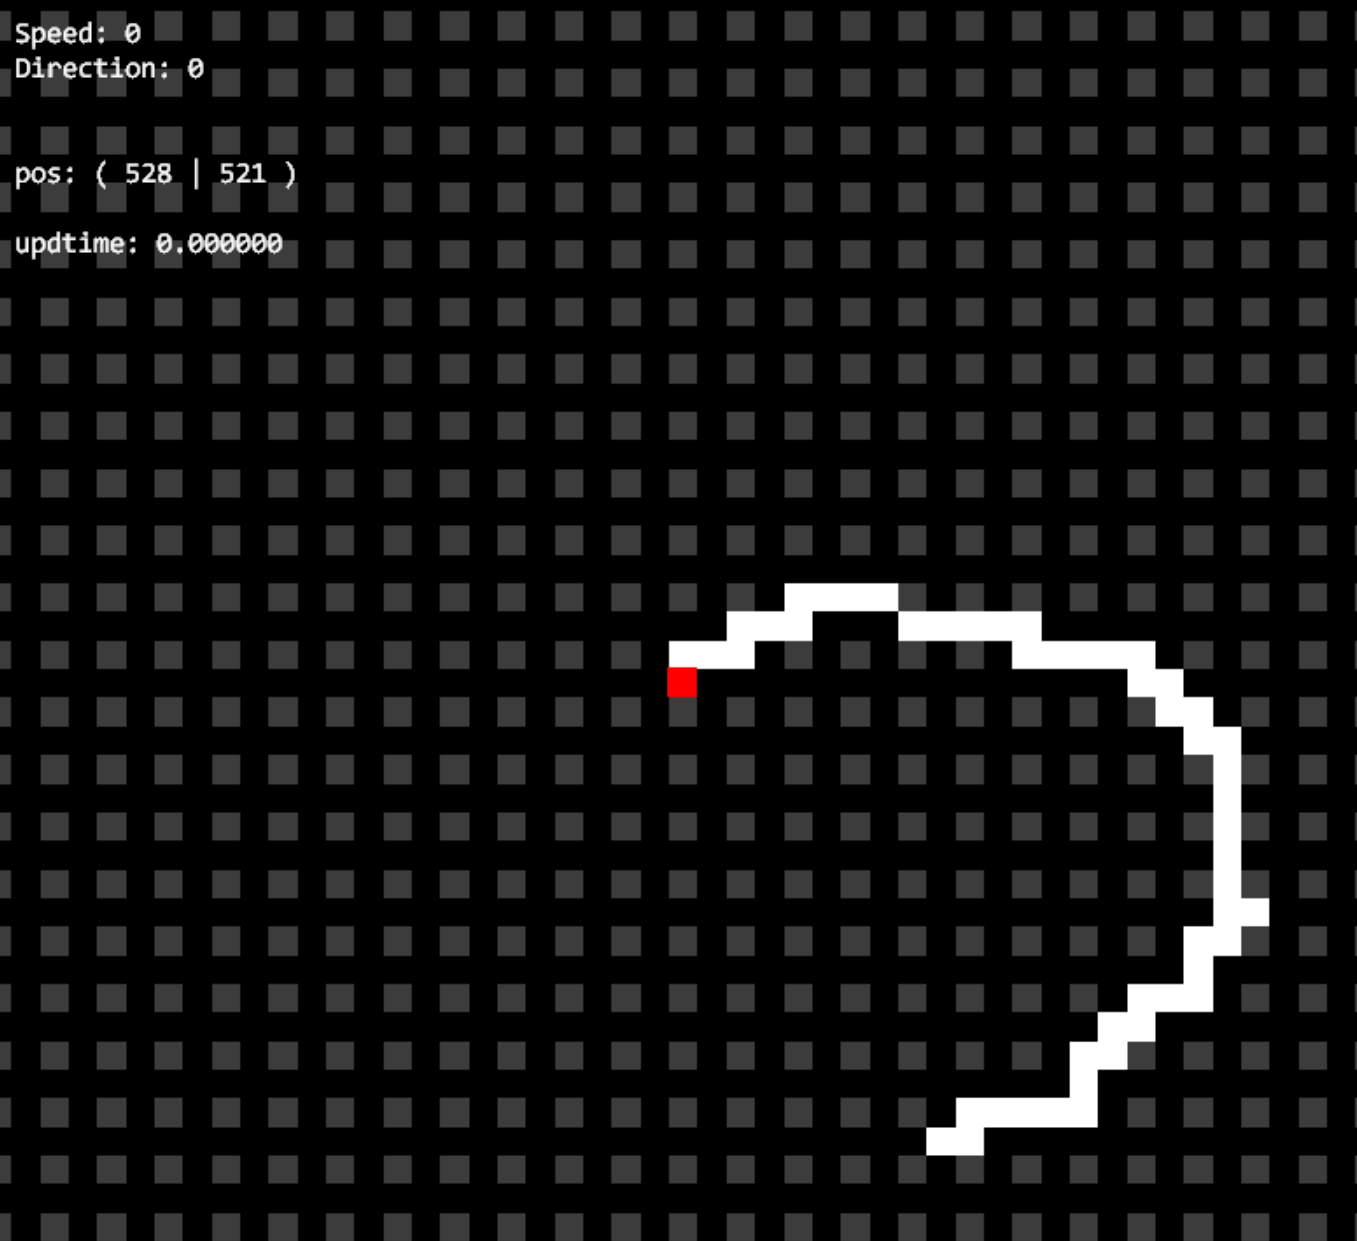 Speed: 0
Direction: 0
pos: ( 528 | 521 )
updtime: 0.000000